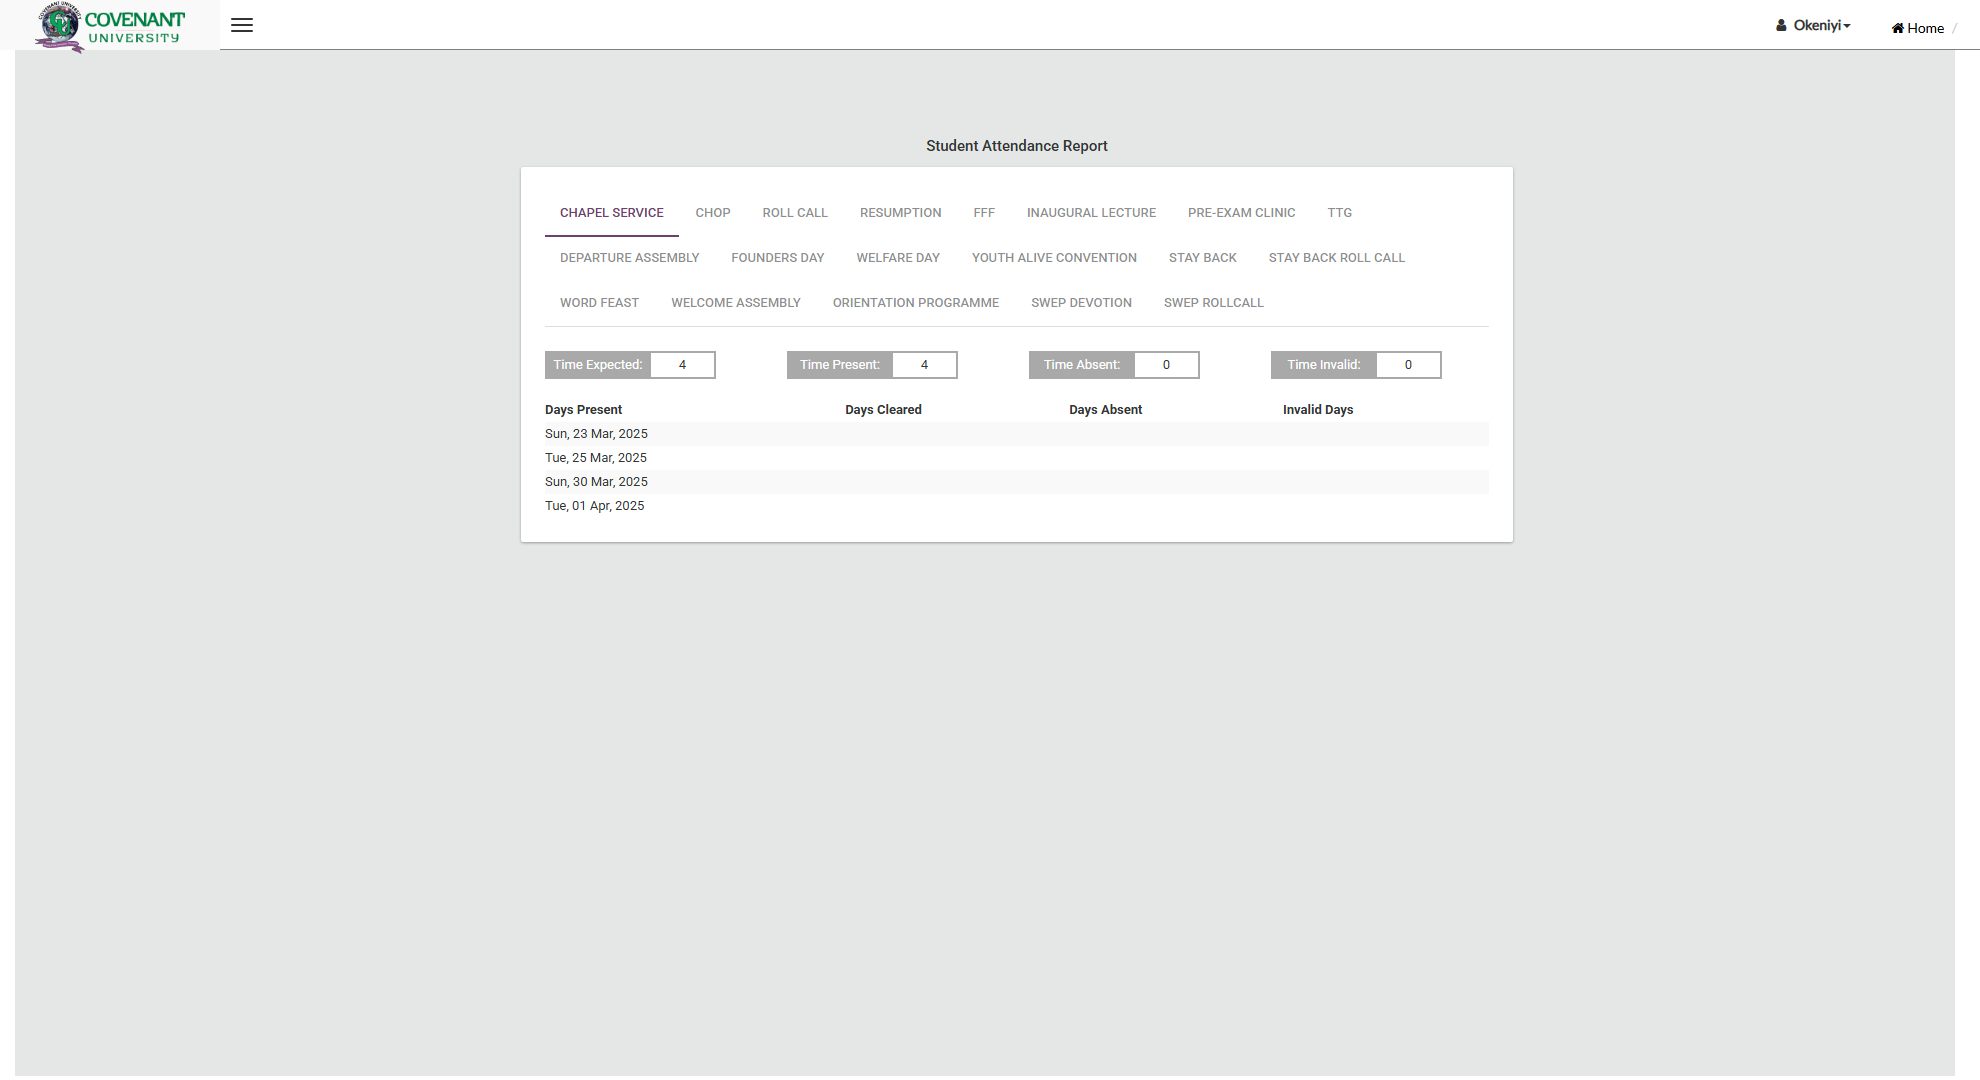 COVENANT UNIVERSITY
COVENANT
UNIVERSITY
Okeniyi
Home /
Student Attendance Report
CHAPEL SERVICE CHOP ROLL CALL RESUMPTION FFF INAUGURAL LECTURE PRE-EXAM CLINIC TTG
DEPARTURE ASSEMBLY FOUNDERS DAY WELFARE DAY YOUTH ALIVE CONVENTION STAY BACK STAY BACK ROLL CALL
WORD FEAST WELCOME ASSEMBLY ORIENTATION PROGRAMME SWEP DEVOTION SWEP ROLLCALL
Time Expected: 4 Time Present: 4 Time Absent: 0 Time Invalid: 0
Days Present Days Cleared Days Absent Invalid Days
Sun, 23 Mar, 2025
Tue, 25 Mar, 2025
Sun, 30 Mar, 2025
Tue, 01 Apr, 2025